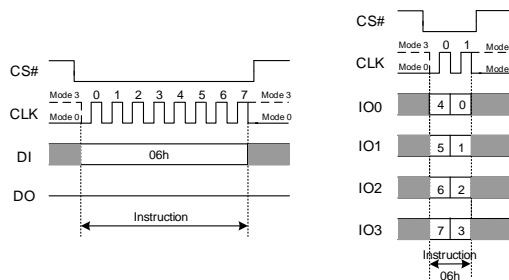 CS#
Mode 3 0 1 2 3 4 5 6 7 Mode 3
CLK
Mode 0 Mode 0
DI 06h
DO
Instruction
CS#
Mode 3 0 1 Mode
CLK
Mode 0 Mode
IO0 4 0
IO1 5 1
IO2 6 2
IO3 7 3
Instruction
06h